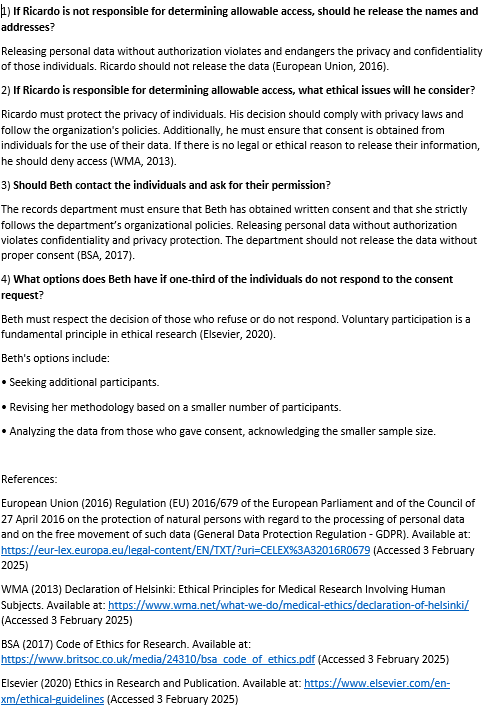 1) If Ricardo is not responsible for determining allowable access, should he release the names and
addresses?
Releasing personal data without authorization violates and endangers the privacy and confidentiality
of those individuals. Ricardo should not release the data (European Union, 2016).
2) If Ricardo is responsible for determining allowable access, what ethical issues will he consider?
Ricardo must protect the privacy of individuals. His decision should comply with privacy laws and
follow the organization's policies. Additionally, he must ensure that consent is obtained from
individuals for the use of their data. If there is no legal or ethical reason to release their information,
he should deny access (WMA, 2013).
3) Should Beth contact the individuals and ask for their permission?
The records department must ensure that Beth has obtained written consent and that she strictly
follows the department's organizational policies. Releasing personal data without authorization
violates confidentiality and privacy protection. The department should not release the data without
proper consent (BSA, 2017).
4) What options does Beth have if one-third of the individuals do not respond to the consent
request?
Beth must respect the decision of those who refuse or do not respond. Voluntary participation is a
fundamental principle in ethical research (Elsevier, 2020).
Beth's options include:
• Seeking additional participants.
• Revising her methodology based on a smaller number of participants.
• Analyzing the data from those who gave consent, acknowledging the smaller sample size.
References:
European Union (2016) Regulation (EU) 2016/679 of the European Parliament and of the Council of
27 April 2016 on the protection of natural persons with regard to the processing of personal data
and on the free movement of such data (General Data Protection Regulation - GDPR). Available at:
https://eur-lex.europa.eu/legal-content/EN/TXT/?uri=CELEX%3A32016R0679 (Accessed 3 February
2025)
WMA (2013) Declaration of Helsinki: Ethical Principles for Medical Research Involving Human
Subjects. Available at: https://www.wma.net/what-we-do/medical-ethics/declaration-of-helsinki/
(Accessed 3 February 2025)
BSA (2017) Code of Ethics for Research. Available at:
https://www.britsoc.co.uk/media/24310/bsa_code_of_ethics.pdf (Accessed 3 February 2025)
Elsevier (2020) Ethics in Research and Publication. Available at: https://www.elsevier.com/en-
xm/ethical-guidelines (Accessed 3 February 2025)